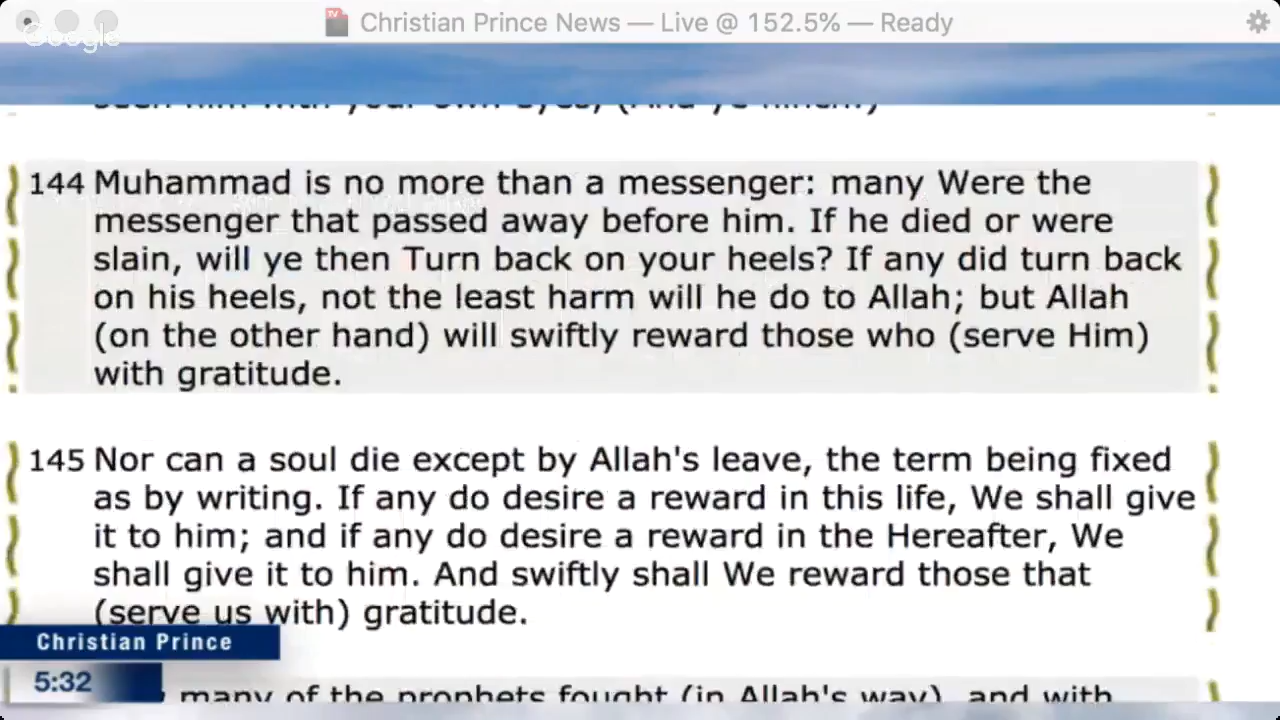 Christian Prince News — Live @ 152.5% — Ready
Google
seen him with your own eyes,
144 Muhammad is no more than a messenger: many Were the
messenger that passed away before him. If he died or were
slain, will ye then Turn back on your heels? If any did turn back
on his heels, not the least harm will he do to Allah; but Allah
(on the other hand) will swiftly reward those who (serve Him)
with gratitude.
145 Nor can a soul die except by Allah's leave, the term being fixed
as by writing. If any do desire a reward in this life, We shall give
it to him; and if any do desire a reward in the Hereafter, We
shall give it to him. And swiftly shall We reward those that
(serve us with) gratitude.
Christian Prince
5:32
many of the prophets fought (in Allah's way), and with